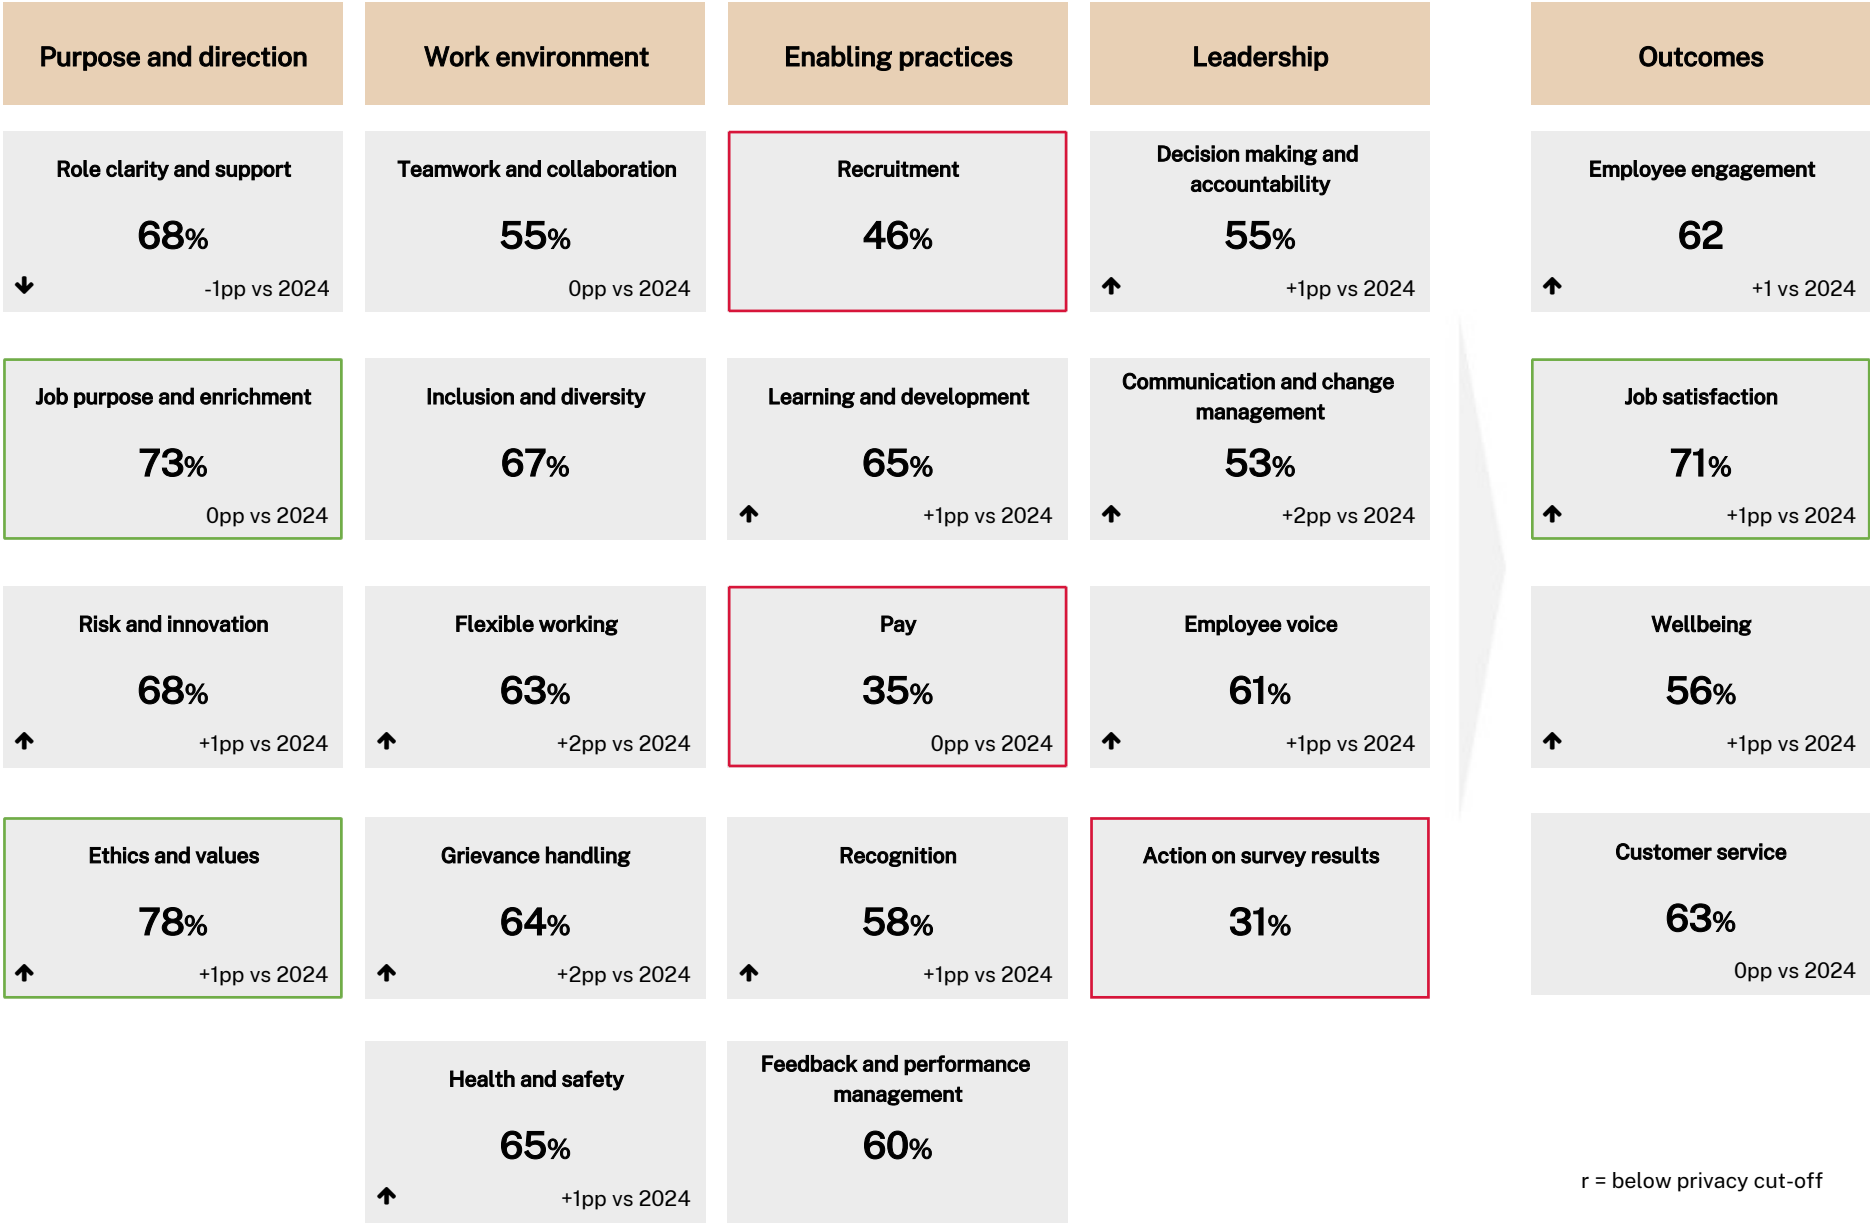 Purpose and direction
Work environment
Enabling practices
Leadership
Outcomes
Role clarity and support
68%
-1pp vs 2024
Teamwork and collaboration
55%
0pp vs 2024
Recruitment
46%
Decision making and
accountability
55%
+1pp vs 2024
Employee engagement
62
+1 vs 2024
Job purpose and enrichment
73%
0pp vs 2024
Inclusion and diversity
67%
Learning and development
65%
+1pp vs 2024
Communication and change
management
53%
+2pp vs 2024
Job satisfaction
71%
+1pp vs 2024
Risk and innovation
68%
+1pp vs 2024
Flexible working
63%
+2pp vs 2024
Pay
35%
0pp vs 2024
Employee voice
61%
+1pp vs 2024
Wellbeing
56%
+1pp vs 2024
Ethics and values
78%
+1pp vs 2024
Grievance handling
64%
+2pp vs 2024
Recognition
58%
+1pp vs 2024
Action on survey results
31%
Customer service
63%
0pp vs 2024
Health and safety
65%
+1pp vs 2024
Feedback and performance
management
60%
r = below privacy cut-off